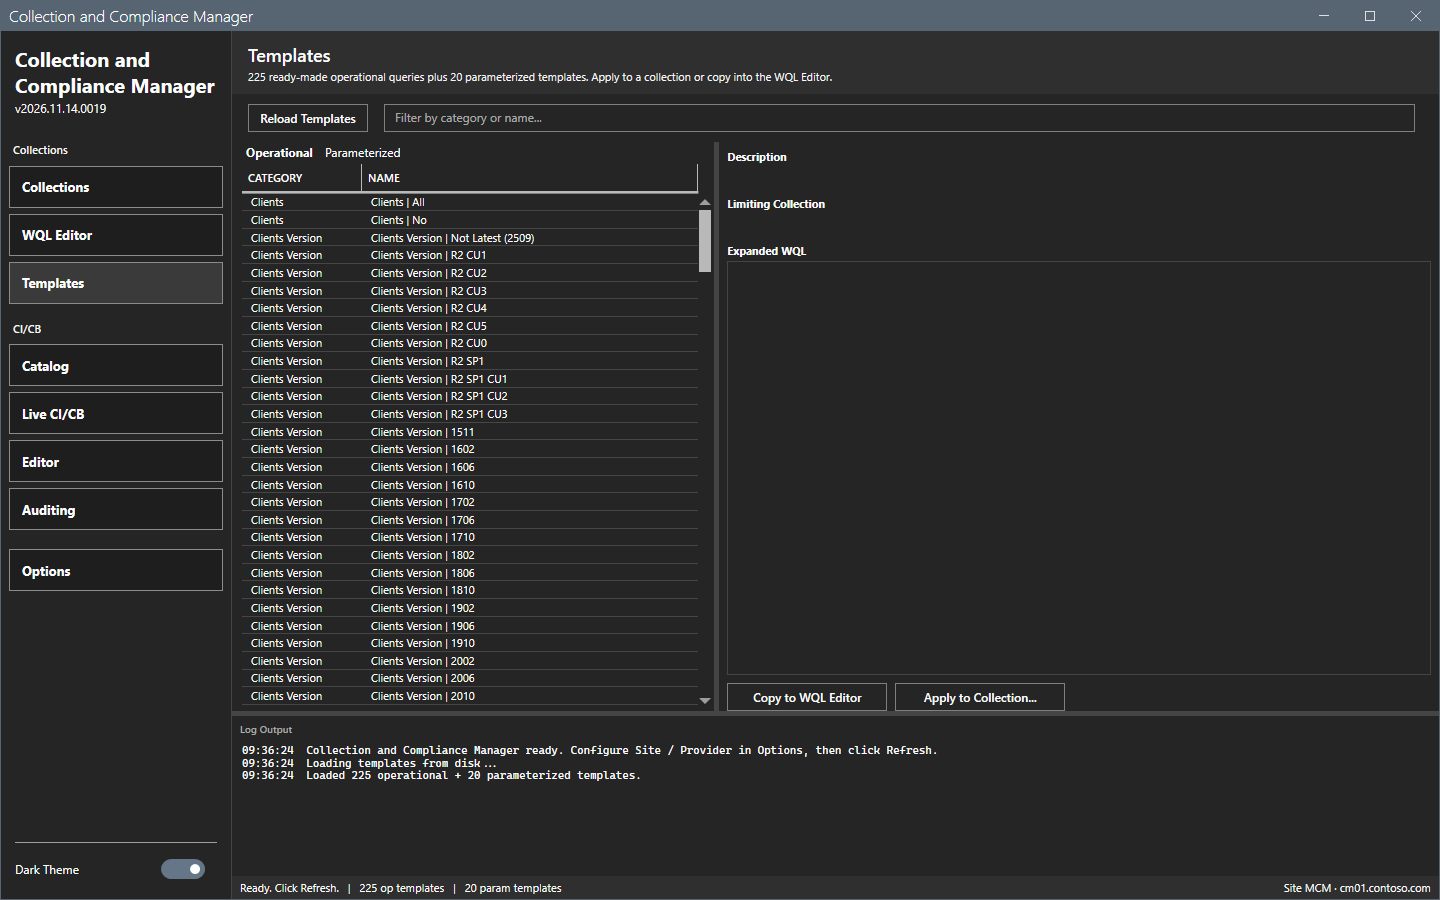 Collection and Compliance Manager
Collection and
Compliance Manager
v2026.11.14.0019
Collections
Collections
WQL Editor
Templates
CI/CB
Catalog
Live CI/CB
Editor
Auditing
Options
Dark Theme
Templates
225 ready-made operational queries plus 20 parameterized templates. Apply to a collection or copy into the WQL Editor.
Reload Templates
Filter by category or name...
Operational Parameterized
CATEGORY NAME
Clients Clients | All
Clients Clients | No
Clients Version Clients Version | Not Latest (2509)
Clients Version Clients Version | R2 CU1
Clients Version Clients Version | R2 CU2
Clients Version Clients Version | R2 CU3
Clients Version Clients Version | R2 CU4
Clients Version Clients Version | R2 CU5
Clients Version Clients Version | R2 CU0
Clients Version Clients Version | R2 SP1
Clients Version Clients Version | R2 SP1 CU1
Clients Version Clients Version | R2 SP1 CU2
Clients Version Clients Version | R2 SP1 CU3
Clients Version Clients Version | 1511
Clients Version Clients Version | 1602
Clients Version Clients Version | 1606
Clients Version Clients Version | 1610
Clients Version Clients Version | 1702
Clients Version Clients Version | 1706
Clients Version Clients Version | 1710
Clients Version Clients Version | 1802
Clients Version Clients Version | 1806
Clients Version Clients Version | 1810
Clients Version Clients Version | 1902
Clients Version Clients Version | 1906
Clients Version Clients Version | 1910
Clients Version Clients Version | 2002
Clients Version Clients Version | 2006
Clients Version Clients Version | 2010
Description
Limiting Collection
Expanded WQL
Copy to WQL Editor
Apply to Collection...
Log Output
09:36:24 Collection and Compliance Manager ready. Configure Site / Provider in Options, then click Refresh.
09:36:24 Loading templates from disk...
09:36:24 Loaded 225 operational + 20 parameterized templates.
Ready. Click Refresh. | 225 op templates | 20 param templates
Site MCM · cm01.contoso.com